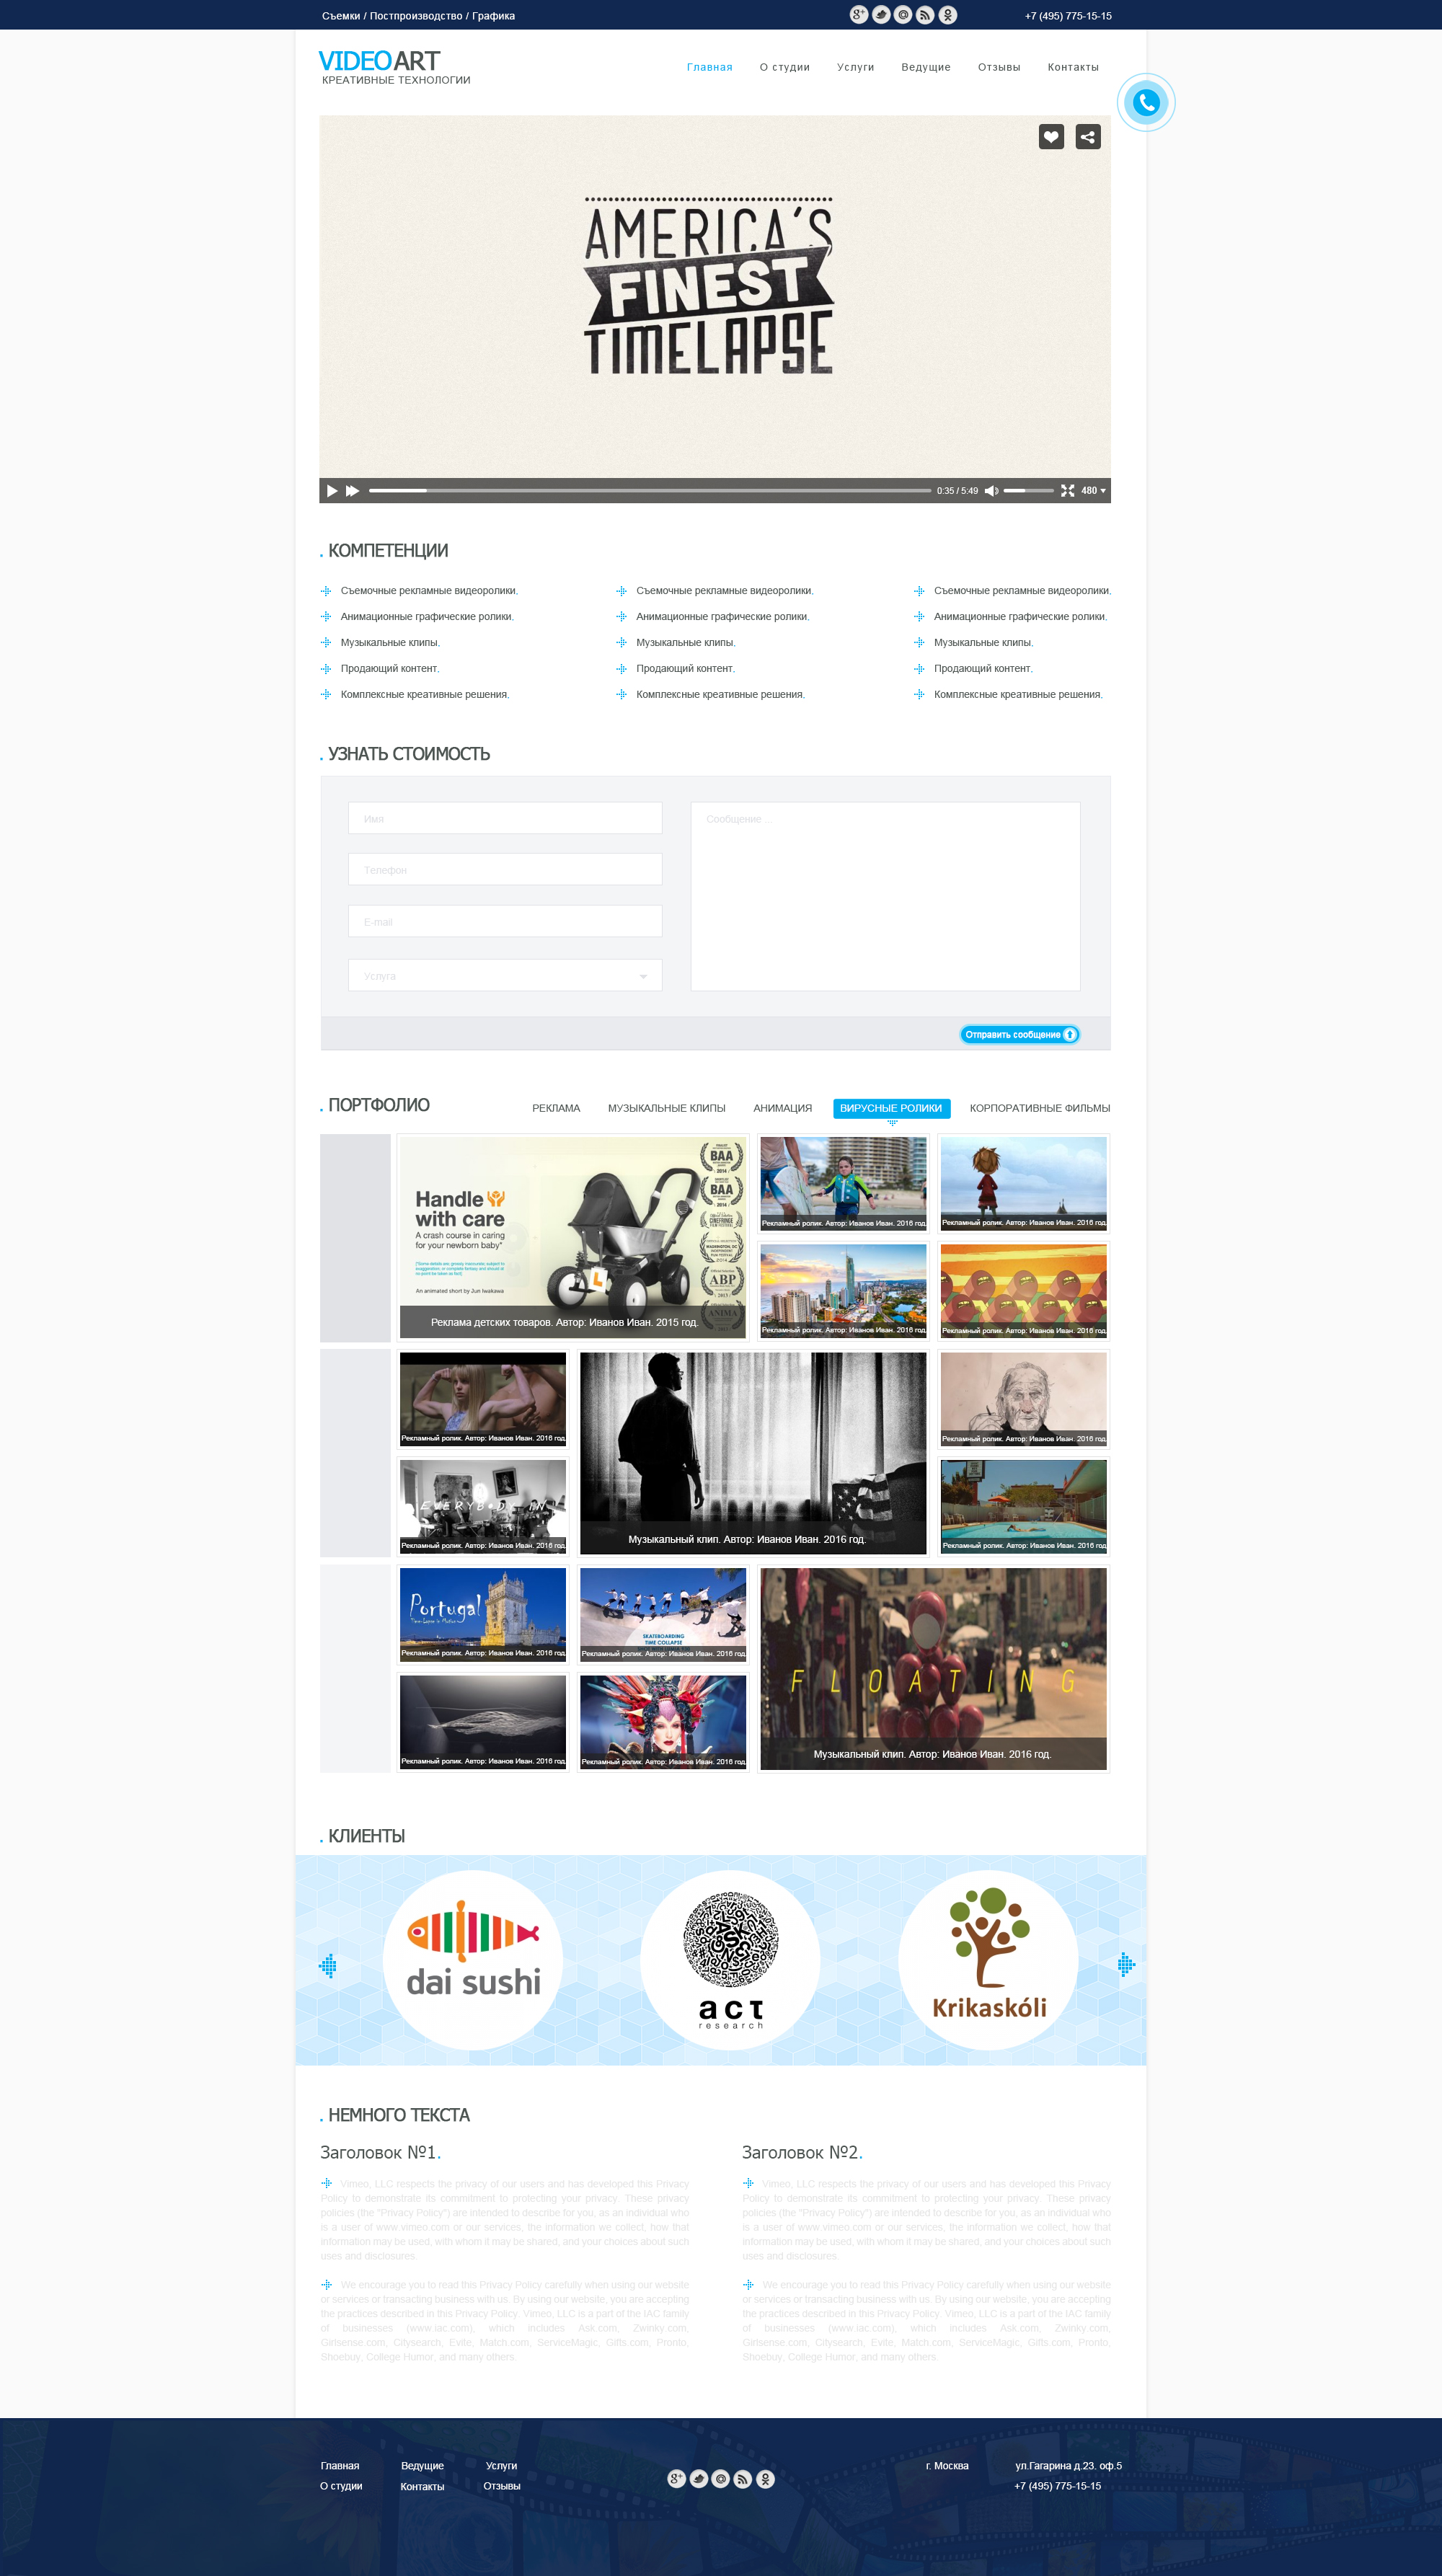 Съемки / Постпроизводство / Графика
+7 (495) 775-15-15
VIDEOART
КРЕАТИВНЫЕ ТЕХНОЛОГИИ
Главная
О студии
Услуги
Ведущие
Отзывы
Контакты
AMERICA'S
FINEST
TIMELAPSE
0:35 / 5:49
480
. КОМПЕТЕНЦИИ
Съемочные рекламные видеоролики.
Анимационные графические ролики.
Музыкальные клипы.
Продающий контент.
Комплексные креативные решения.
Съемочные рекламные видеоролики.
Анимационные графические ролики.
Музыкальные клипы.
Продающий контент.
Комплексные креативные решения.
Съемочные рекламные видеоролики.
Анимационные графические ролики.
Музыкальные клипы.
Продающий контент.
Комплексные креативные решения.
. УЗНАТЬ СТОИМОСТЬ
Имя
Телефон
E-mail
Услуга
Сообщение ...
Отправить сообщение
. ПОРТФОЛИО
РЕКЛАМА
МУЗЫКАЛЬНЫЕ КЛИПЫ
АНИМАЦИЯ
ВИРУСНЫЕ РОЛИКИ
КОРПОРАТИВНЫЕ ФИЛЬМЫ
Handle
with care
A crash course in caring
for your newborn baby*
An animated short by Jun Iwakawa
BAA
2014
BAA
ABP
2013
ANIMA
L
Реклама детских товаров. Автор: Иванов Иван. 2015 год.
Рекламный ролик. Автор: Иванов Иван. 2016 год.
Рекламный ролик. Автор: Иванов Иван. 2016 год.
Рекламный ролик. Автор: Иванов Иван. 2016 год.
Рекламный ролик. Автор: Иванов Иван. 2016 год.
Рекламный ролик. Автор: Иванов Иван. 2016 год.
EVERYBODY IN
Рекламный ролик. Автор: Иванов Иван. 2016 год.
Музыкальный клип. Автор: Иванов Иван. 2016 год.
Рекламный ролик. Автор: Иванов Иван. 2016 год.
Рекламный ролик. Автор: Иванов Иван. 2016 год.
Portugal
Рекламный ролик. Автор: Иванов Иван. 2016 год.
SKATEBOARDING
TIME COLLAPSE
Рекламный ролик. Автор: Иванов Иван. 2016 год.
Рекламный ролик. Автор: Иванов Иван. 2016 год.
Рекламный ролик. Автор: Иванов Иван. 2016 год.
FLOATING
Музыкальный клип. Автор: Иванов Иван. 2016 год.
. КЛИЕНТЫ
dai sushi
act
research
Krikaskóli
. НЕМНОГО ТЕКСТА
Заголовок №1.
Vimeo, LLC respects the privacy of our users and has developed this Privacy
Policy to demonstrate its commitment to protecting your privacy. These privacy
policies (the "Privacy Policy") are intended to describe for you, as an individual who
is a user of www.vimeo.com or our services, the information we collect, how that
information may be used, with whom it may be shared, and your choices about such
uses and disclosures.
We encourage you to read this Privacy Policy carefully when using our website
or services or transacting business with us. By using our website, you are accepting
the practices described in this Privacy Policy. Vimeo, LLC is a part of the IAC family
of businesses (www.iac.com), which includes Ask.com, Zwinky.com,
Girlsense.com, Citysearch, Evite, Match.com, ServiceMagic, Gifts.com, Pronto,
Shoebuy, College Humor, and many others.
Заголовок №2.
Vimeo, LLC respects the privacy of our users and has developed this Privacy
Policy to demonstrate its commitment to protecting your privacy. These privacy
policies (the "Privacy Policy") are intended to describe for you, as an individual who
is a user of www.vimeo.com or our services, the information we collect, how that
information may be used, with whom it may be shared, and your choices about such
uses and disclosures.
We encourage you to read this Privacy Policy carefully when using our website
or services or transacting business with us. By using our website, you are accepting
the practices described in this Privacy Policy. Vimeo, LLC is a part of the IAC family
of businesses (www.iac.com), which includes Ask.com, Zwinky.com,
Girlsense.com, Citysearch, Evite, Match.com, ServiceMagic, Gifts.com, Pronto,
Shoebuy, College Humor, and many others.
Главная
Ведущие
Услуги
О студии
Контакты
Отзывы
г. Москва
ул.Гагарина д.23. оф.5
+7 (495) 775-15-15